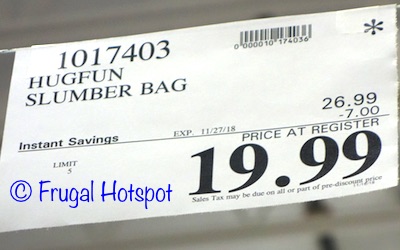 1017403
000010174036
*
HUGFUN
SLUMBER BAG
26.99
-7.00
Instant Savings
EXP. 11/27/18
PRICE AT REGISTER
LIMIT
5
19.99
Sales Tax may be due on all or part of pre-discount price
© Frugal Hotspot